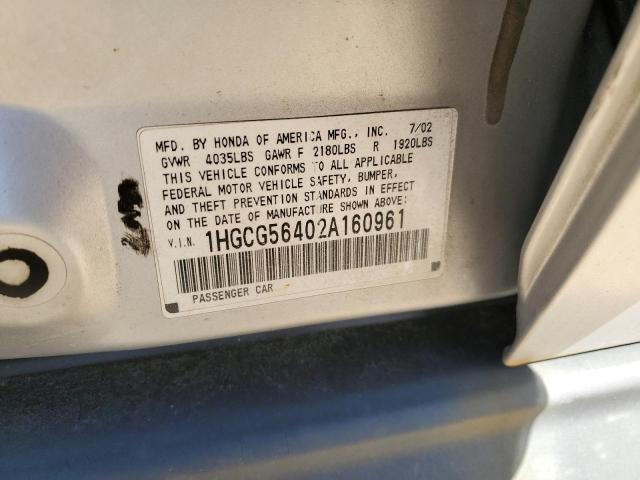 MFD. BY HONDA OF AMERICA MFG., INC. 7/02
GVWR 4035LBS GAWR F 2180LBS R 1920LBS
THIS VEHICLE CONFORMS TO ALL APPLICABLE
FEDERAL MOTOR VEHICLE SAFETY, BUMPER,
AND THEFT PREVENTION STANDARDS IN EFFECT
ON THE DATE OF MANUFACTURE SHOWN ABOVE:
V.I.N. 1HGCG56402A160961
PASSENGER CAR